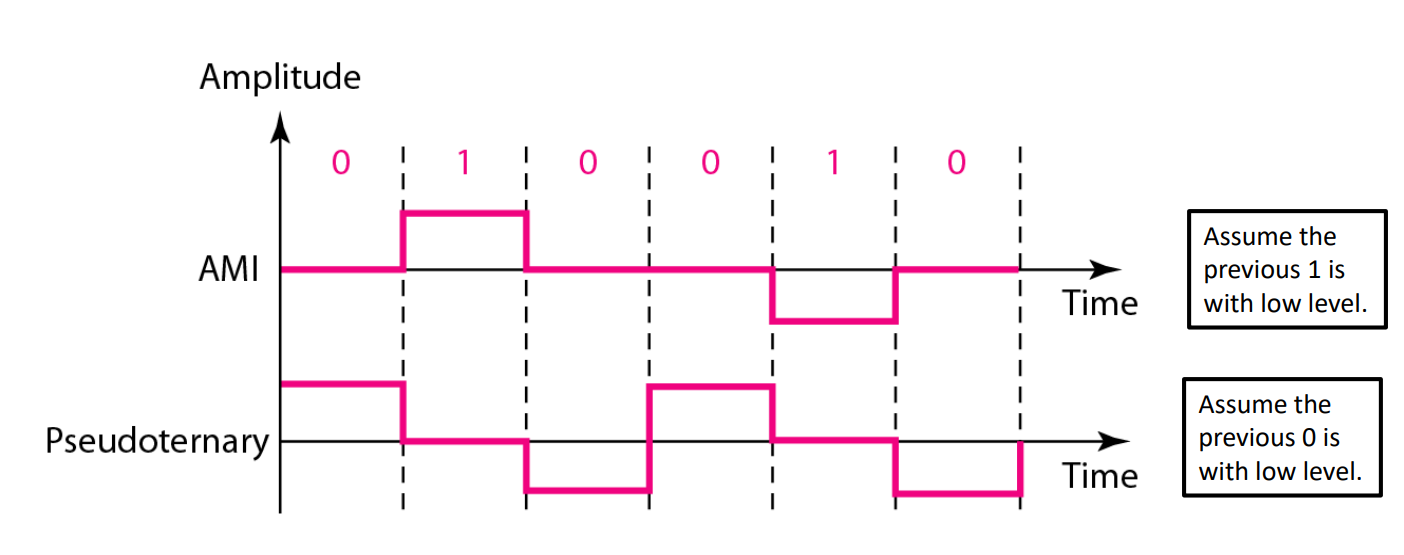 Amplitude
0 1 0 0 1 0
AMI
Time
Assume the
previous 1 is
with low level.
Pseudoternary
Time
Assume the
previous 0 is
with low level.